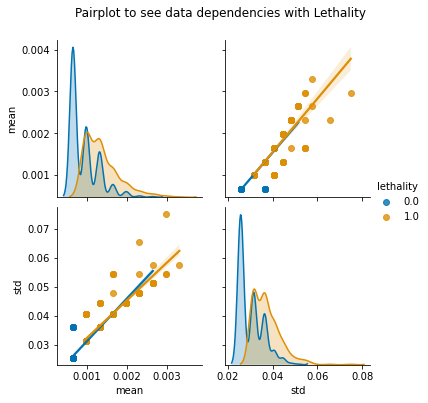 Pairplot to see data dependencies with Lethality
0.004
0.003
0.002
0.001
mean
lethality
0.0
1.0
0.07
0.06
0.05
0.04
0.03
std
0.001 0.002 0.003
0.02 0.04 0.06 0.08
mean std